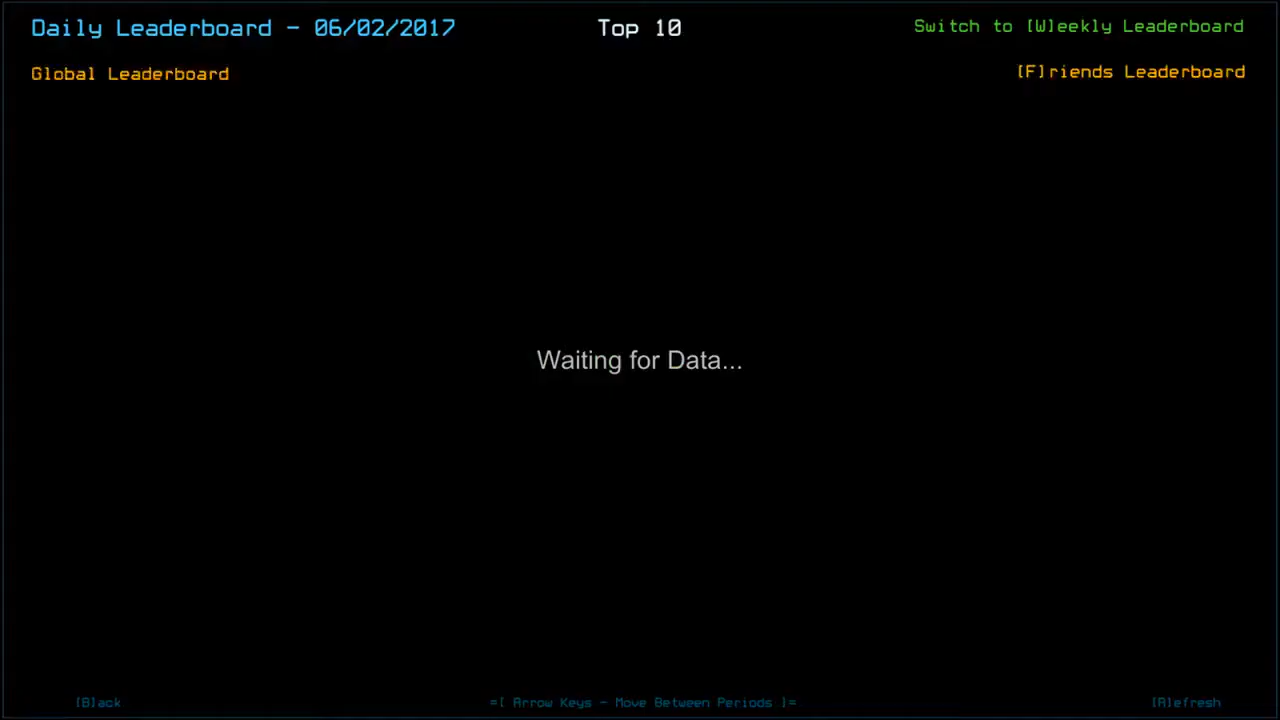 Daily Leaderboard - 06/02/2017
Top 10
Switch to [W]eekly Leaderboard
Global Leaderboard
[F]riends Leaderboard
Waiting for Data...
[B]ack
=[ Arrow Keys - Move Between Periods ]=
[R]efresh